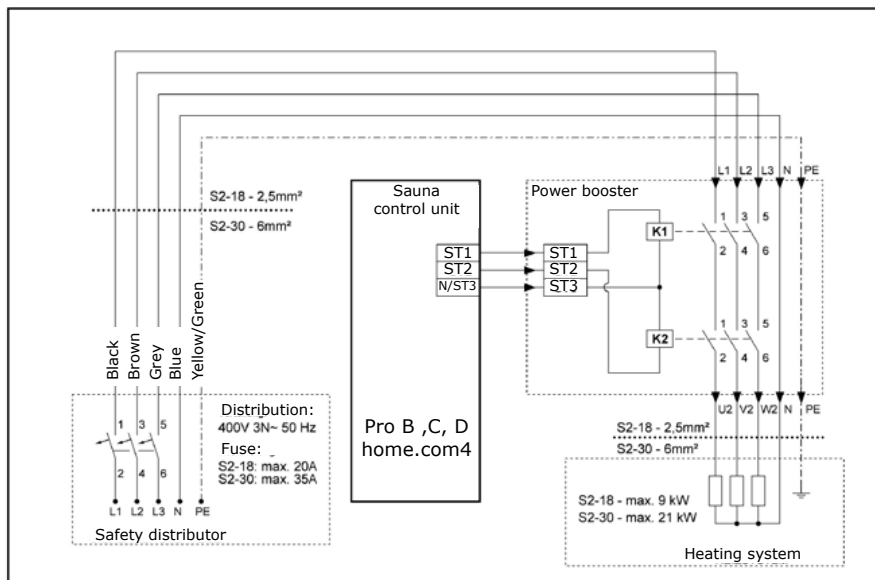 L1 L2 L3 N PE
Sauna
control unit
Power booster
S2-18 - 2,5mm²
S2-30 - 6mm²
1 3 5
K1
2 4 6
ST1
ST2
N/ST3
ST1
ST2
ST3
1 3 5
K2
2 4 6
Black
Brown
Grey
Blue
Yellow/Green
U2 V2 W2 N PE
Distribution:
400V 3N~ 50 Hz
Fuse:
S2-18: max. 20A
S2-30: max. 35A
1 3 5
2 4 6
L1 L2 L3 N PE
Safety distributor
Pro B ,C, D
home.com4
S2-18 - 2,5mm²
S2-30 - 6mm²
S2-18 - max. 9 kW
S2-30 - max. 21 kW
Heating system